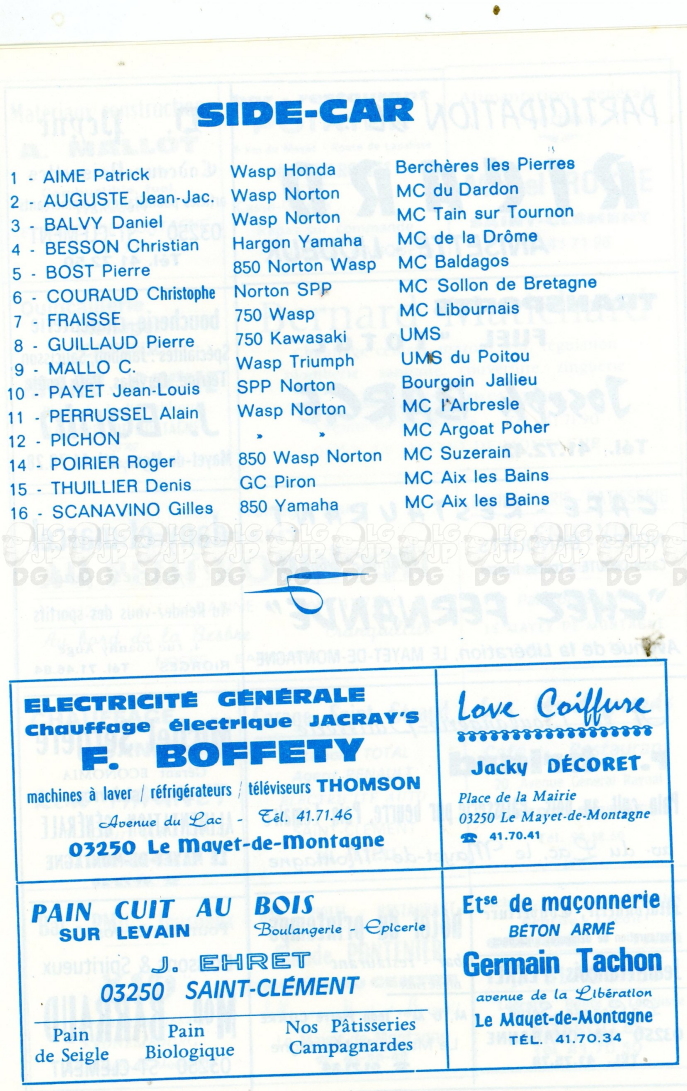 SIDE-CAR
1 - AIME Patrick Wasp Honda Berchères les Pierres
2 - AUGUSTE Jean-Jac. Wasp Norton MC du Dardon
3 - BALVY Daniel Wasp Norton MC Tain sur Tournon
4 - BESSON Christian Hargon Yamaha MC de la Drôme
5 - BOST Pierre 850 Norton Wasp MC Baldagos
6 - COURAUD Christophe Norton SPP MC Sollon de Bretagne
7 - FRAISSE 750 Wasp MC Libournais
8 - GUILLAUD Pierre 750 Kawasaki UMS
9 - MALLO C. Wasp Triumph UMS du Poitou
10 - PAYET Jean-Louis SPP Norton Bourgoin Jallieu
11 - PERRUSSEL Alain Wasp Norton MC l'Arbresle
12 - PICHON » » MC Argoat Poher
14 - POIRIER Roger 850 Wasp Norton MC Suzerain
15 - THUILLIER Denis GC Piron MC Aix les Bains
16 - SCANAVINO Gilles 850 Yamaha MC Aix les Bains
ELECTRICITÉ GÉNÉRALE
Chauffage électrique JACRAY'S
F. BOFFETY
machines à laver / réfrigérateurs / téléviseurs THOMSON
Avenue du Lac - Tél. 41.71.46
03250 Le Mayet-de-Montagne
Love Coiffure
Jacky DÉCORET
Place de la Mairie
03250 Le Mayet-de-Montagne
☎ 41.70.41
PAIN CUIT AU BOIS
SUR LEVAIN Boulangerie - Epicerie
J. EHRET
03250 SAINT-CLÉMENT
Pain de Seigle
Pain Biologique
Nos Pâtisseries Campagnardes
Etse de maçonnerie
BÉTON ARMÉ
Germain Tachon
avenue de la Libération
Le Mayet-de-Montagne
TÉL. 41.70.34